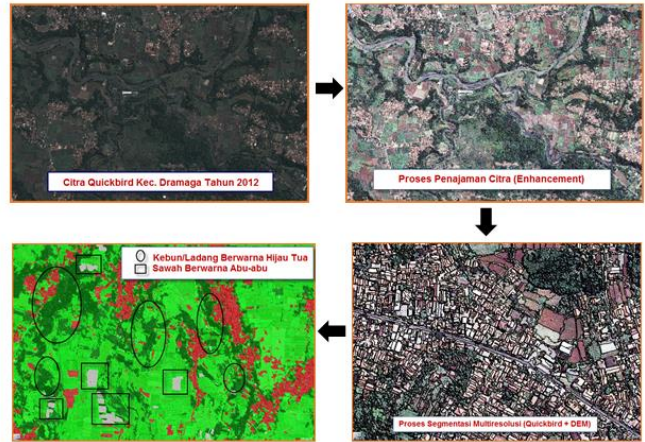 Citra Quickbird Kec. Dramaga Tahun 2012
Proses Penajaman Citra (Enhancement)
Kebun/Ladang Berwarna Hijau Tua
Sawah Berwarna Abu-abu
Proses Segmentasi Multiresolusi (Quickbird + DEM)